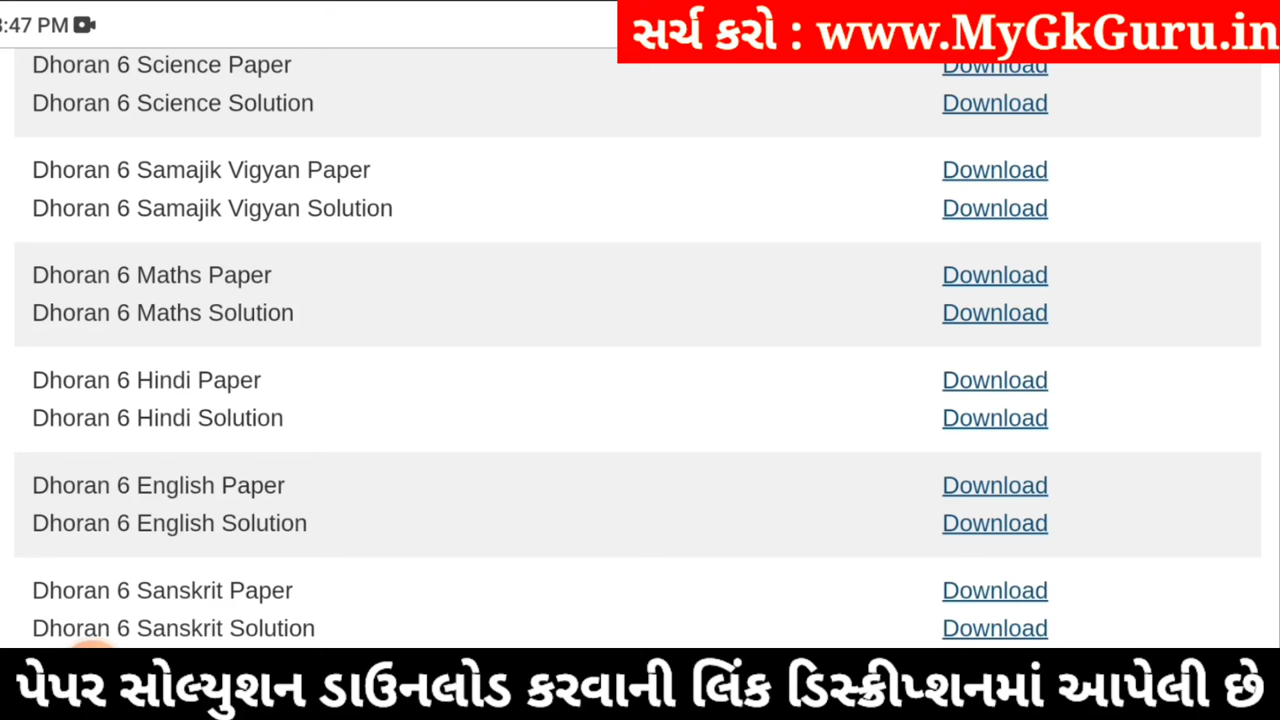 :47 PM
સર્ચ કરો : www.MyGkGuru.in
Dhoran 6 Science Paper Download
Dhoran 6 Science Solution Download
Dhoran 6 Samajik Vigyan Paper Download
Dhoran 6 Samajik Vigyan Solution Download
Dhoran 6 Maths Paper Download
Dhoran 6 Maths Solution Download
Dhoran 6 Hindi Paper Download
Dhoran 6 Hindi Solution Download
Dhoran 6 English Paper Download
Dhoran 6 English Solution Download
Dhoran 6 Sanskrit Paper Download
Dhoran 6 Sanskrit Solution Download
પેપર સોલ્યુશન ડાઉનલોડ કરવાની લિંક ડિસ્ક્રીપ્શનમાં આપેલી છે